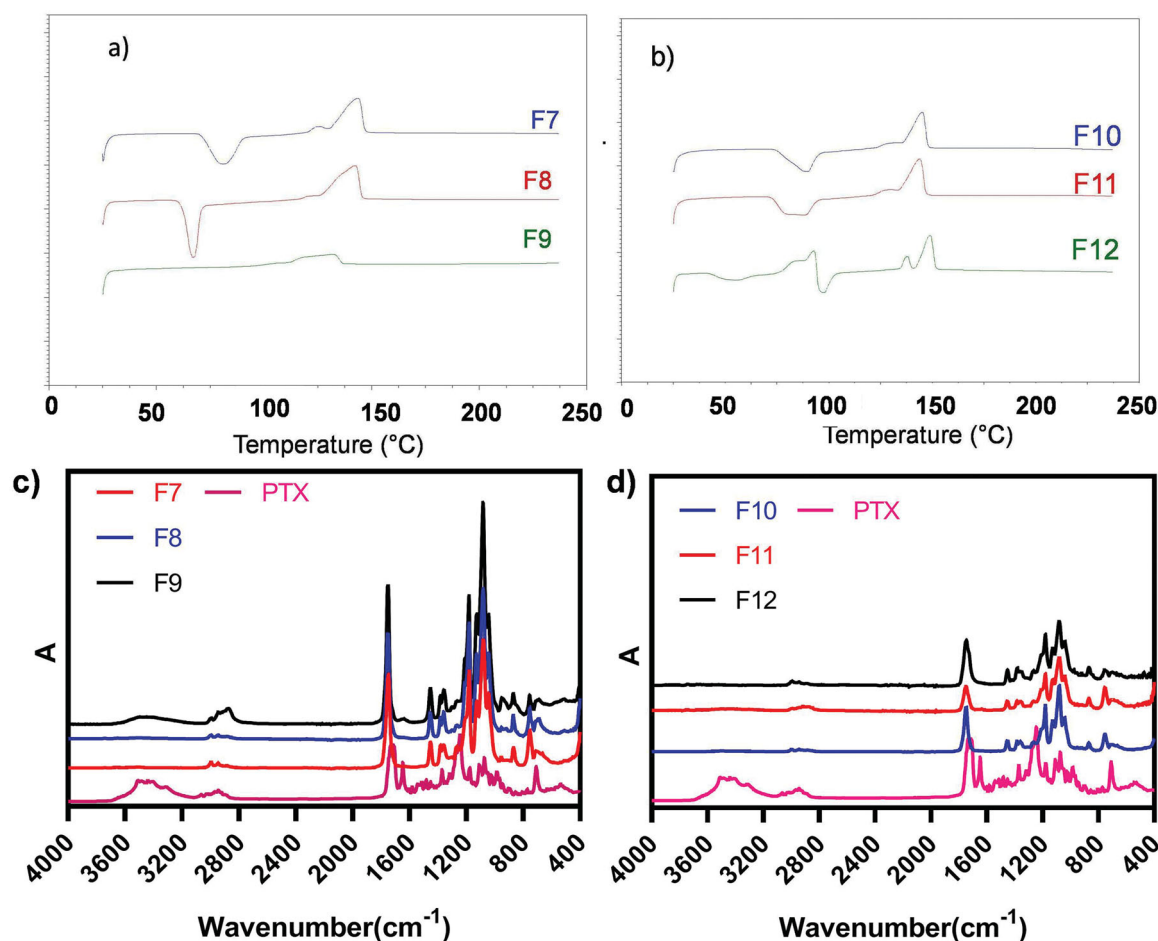 a)
F7
F8
F9
0 50 100 150 200 250
Temperature (°C)
b)
F10
F11
F12
0 50 100 150 200 250
Temperature (°C)
c)
F7 PTX
F8
F9
A
4000 3600 3200 2800 2000 1600 1200 800 400
Wavenumber(cm⁻¹)
d)
F10 PTX
F11
F12
A
4000 3600 3200 2800 2000 1600 1200 800 400
Wavenumber(cm⁻¹)